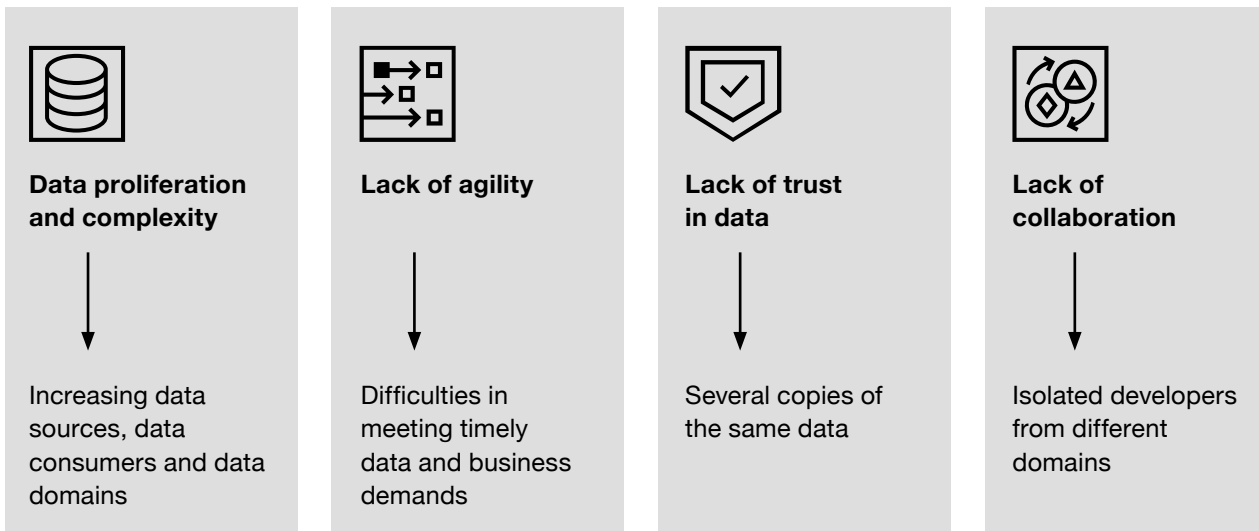 Data proliferation
and complexity
Increasing data
sources, data
consumers and data
domains
Lack of agility
Difficulties in
meeting timely
data and business
demands
Lack of trust
in data
Several copies of
the same data
Lack of
collaboration
Isolated developers
from different
domains